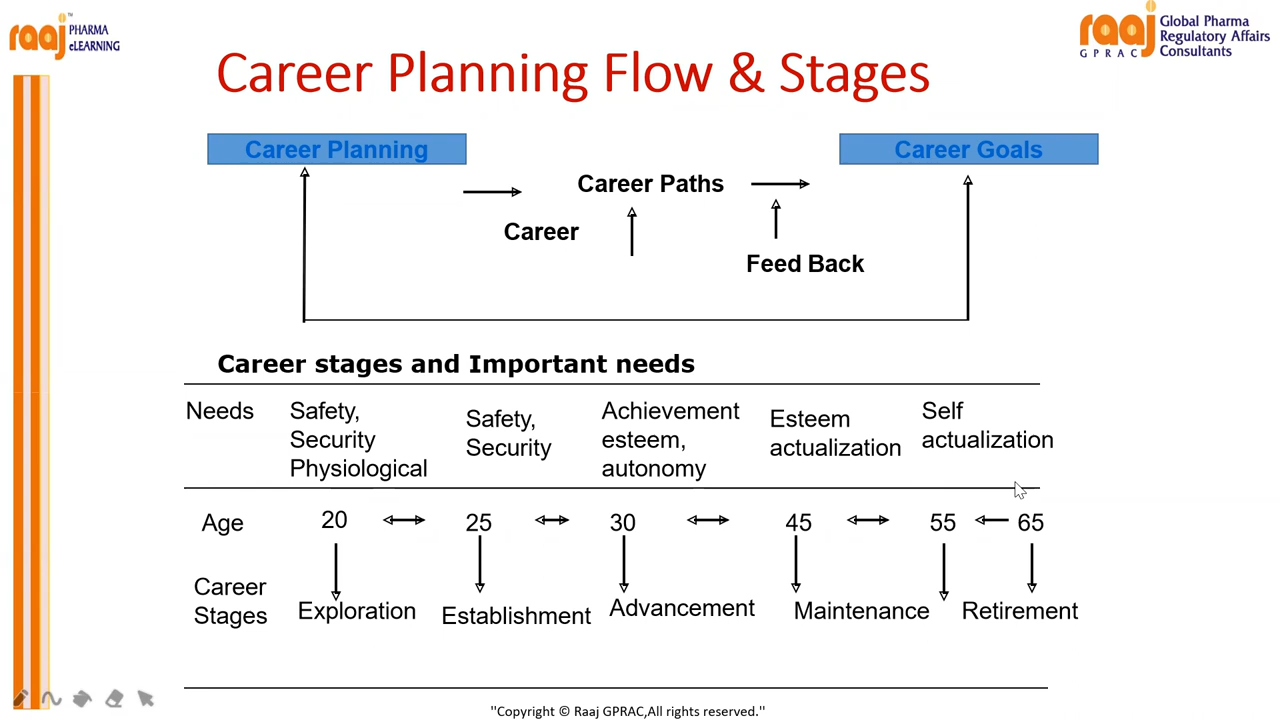 raaj PHARMA
™
eLEARNING
raaj Global Pharma
Regulatory Affairs
GPRAC Consultants
Career Planning Flow & Stages
Career Planning
Career Goals
Career Paths
Career
Feed Back
Career stages and Important needs
Needs
Safety,
Security
Physiological
Safety,
Security
Achievement
esteem,
autonomy
Esteem
actualization
Self
actualization
Age 20 25 30 45 55 65
Career
Stages
Exploration
Establishment
Advancement
Maintenance
Retirement
"Copyright © Raaj GPRAC,All rights reserved."